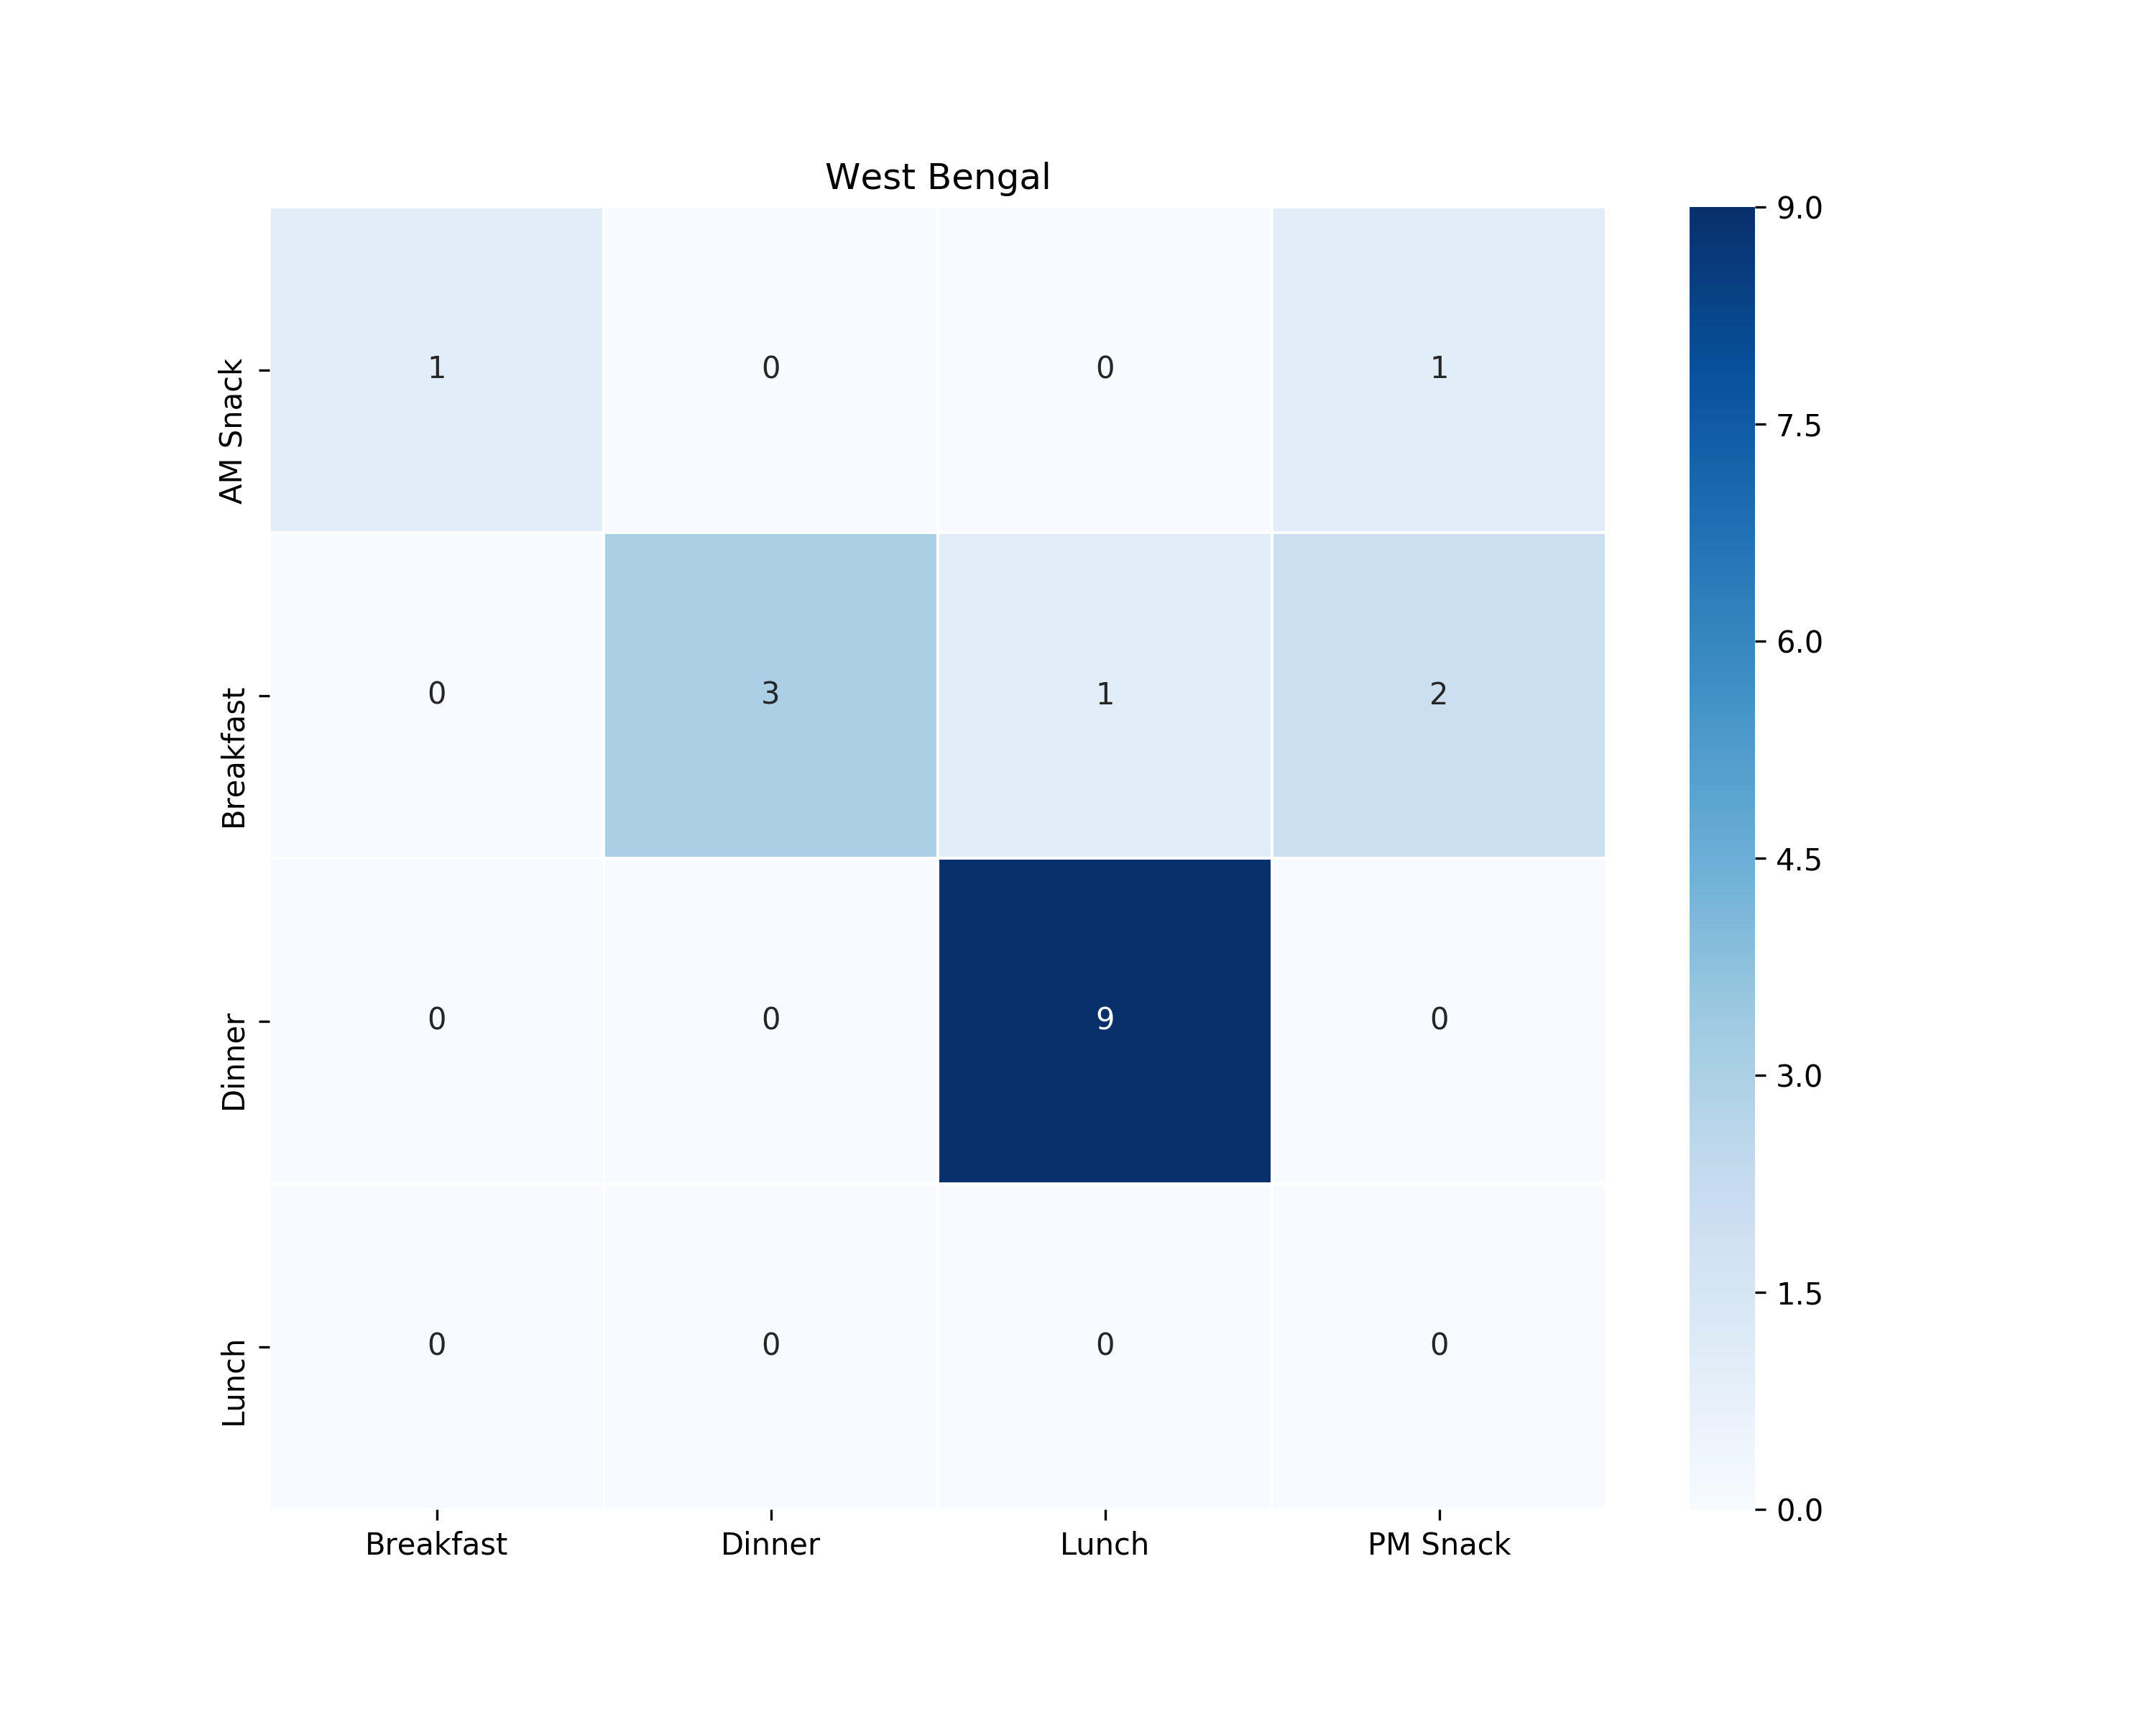 West Bengal
AM Snack 1 0 0 1
Breakfast 0 3 1 2
Dinner 0 0 9 0
Lunch 0 0 0 0
Breakfast Dinner Lunch PM Snack
9.0
7.5
6.0
4.5
3.0
1.5
0.0